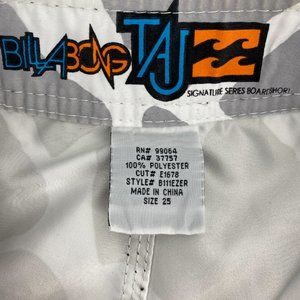 BILLABONG TAJ
SIGNATURE SERIES BOARDSHORT
RN# 99064
CA# 37757
100% POLYESTER
CUT# E1678
STYLE# B111EZER
MADE IN CHINA
SIZE 25